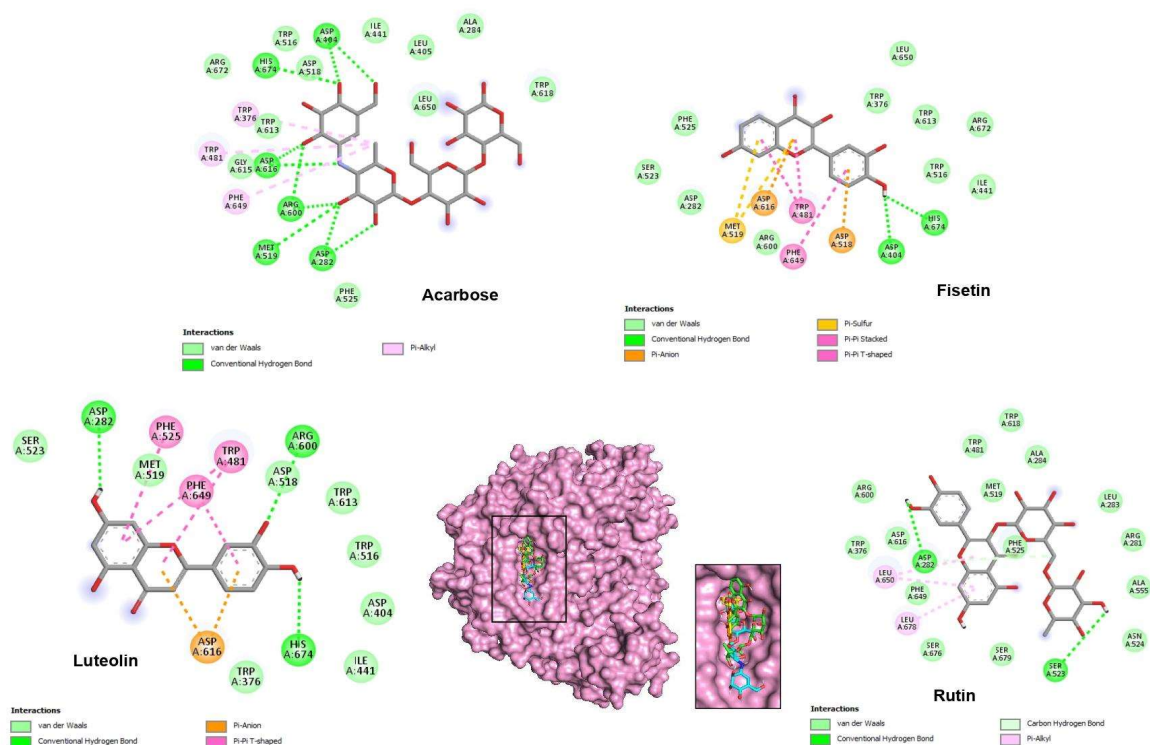 TRP
A:516
ASP
A:404
ILE
A:441
LEU
A:405
ALA
A:284
ARG
A:672
HIS
A:674
ASP
A:518
LEU
A:650
TRP
A:618
TRP
A:376
TRP
A:613
TRP
A:481
GLY
A:615
ASP
A:616
PHE
A:649
ARG
A:600
MET
A:519
ASP
A:282
PHE
A:525
Acarbose
Interactions
van der Waals
Conventional Hydrogen Bond
Pi-Alkyl
LEU
A:650
TRP
A:376
TRP
A:613
ARG
A:672
PHE
A:525
SER
A:523
TRP
A:516
ILE
A:441
ASP
A:282
ASP
A:616
TRP
A:481
HIS
A:674
MET
A:519
ARG
A:600
PHE
A:649
ASP
A:518
ASP
A:404
Fisetin
Interactions
van der Waals
Conventional Hydrogen Bond
Pi-Anion
Pi-Sulfur
Pi-Pi Stacked
Pi-Pi T-shaped
ASP
A:282
SER
A:523
PHE
A:525
MET
A:519
TRP
A:481
ARG
A:600
PHE
A:649
ASP
A:518
TRP
A:613
TRP
A:516
ASP
A:404
ASP
A:616
HIS
A:674
TRP
A:376
ILE
A:441
Luteolin
Interactions
van der Waals
Conventional Hydrogen Bond
Pi-Anion
Pi-Pi T-shaped
TRP
A:618
TRP
A:481
ALA
A:284
ARG
A:600
MET
A:519
LEU
A:283
TRP
A:376
ASP
A:616
ASP
A:282
PHE
A:525
ARG
A:281
LEU
A:650
PHE
A:649
ALA
A:555
LEU
A:678
SER
A:676
SER
A:679
ASN
A:524
SER
A:523
Rutin
Interactions
van der Waals
Conventional Hydrogen Bond
Carbon Hydrogen Bond
Pi-Alkyl